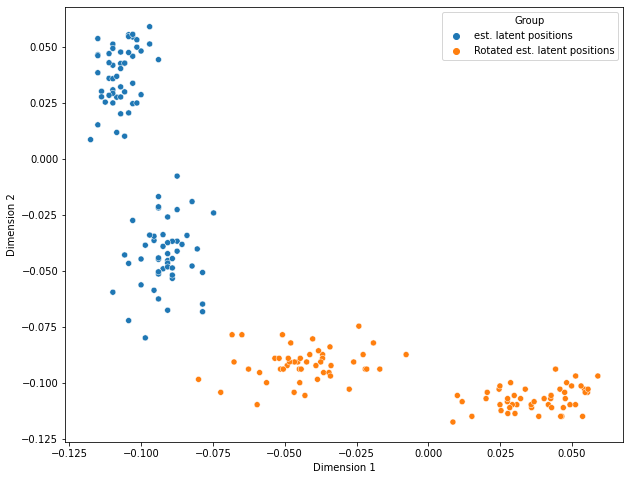 Group
est. latent positions
Rotated est. latent positions
0.050
0.025
0.000
−0.025
−0.050
−0.075
−0.100
−0.125
Dimension 2
−0.125 −0.100 −0.075 −0.050 −0.025 0.000 0.025 0.050
Dimension 1